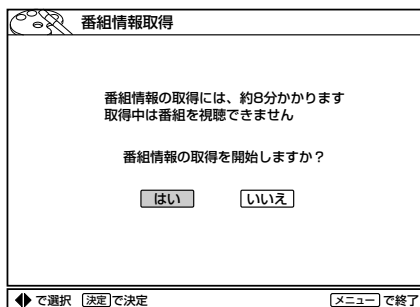 番組情報取得
番組情報の取得には、約8分かかります
取得中は番組を視聴できません
番組情報の取得を開始しますか？
はい いいえ
で選択 決定 で決定 メニュー で終了